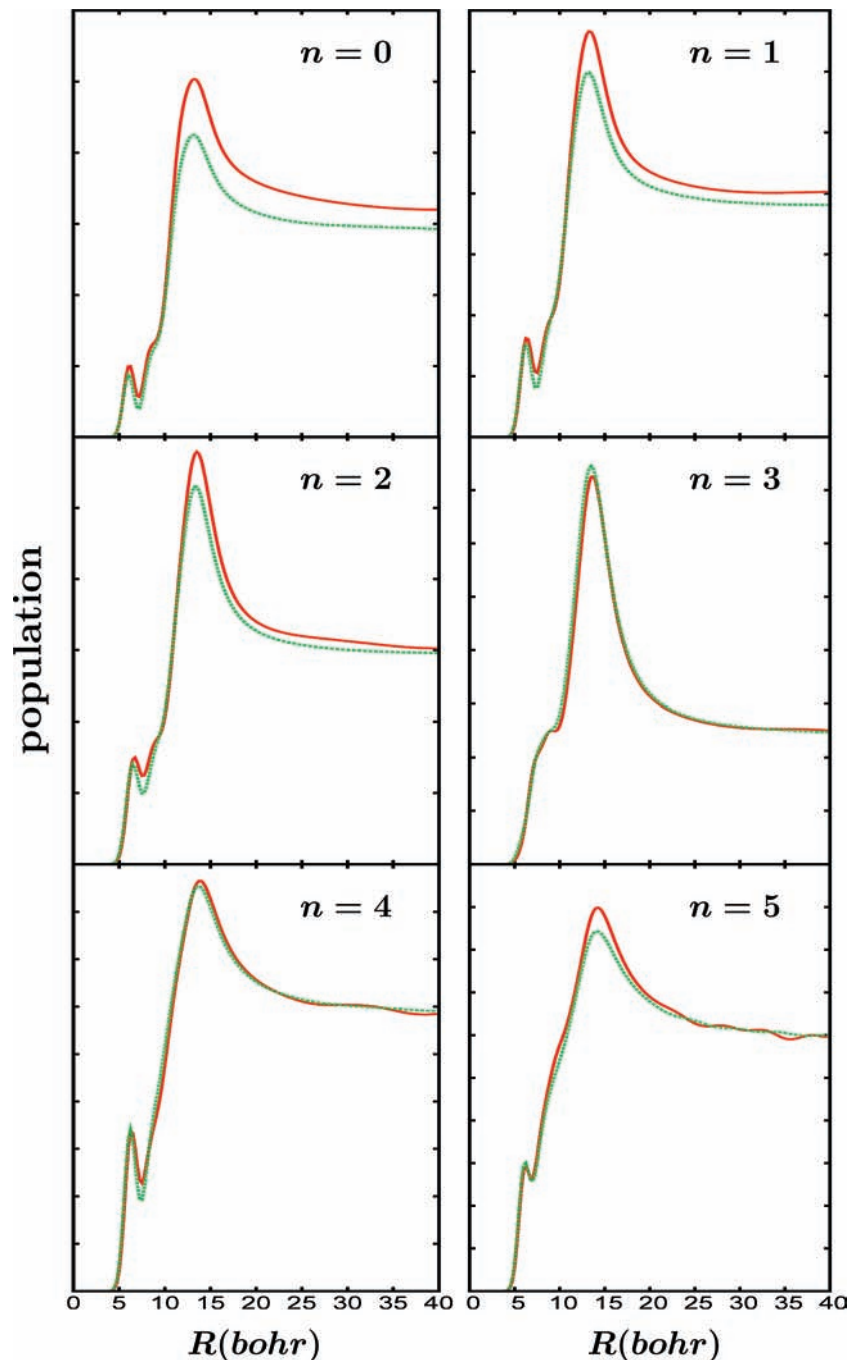 n = 0
n = 1
n = 2
n = 3
population
n = 4
n = 5
0 5 10 15 20 25 30 35 40 0 5 10 15 20 25 30 35 40
R(bohr) R(bohr)